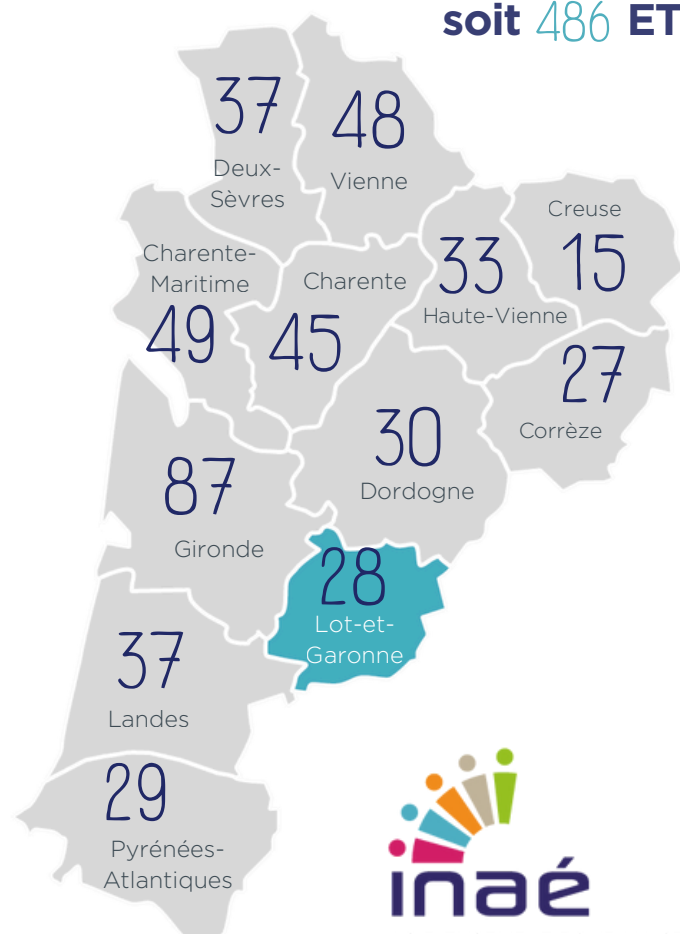 soit 486 ET
37
Deux-
Sèvres
48
Vienne
Creuse
15
Charente-
Maritime
49
Charente
45
33
Haute-Vienne
27
Corrèze
30
Dordogne
87
Gironde
28
Lot-et-
Garonne
37
Landes
29
Pyrénées-
Atlantiques
inaé